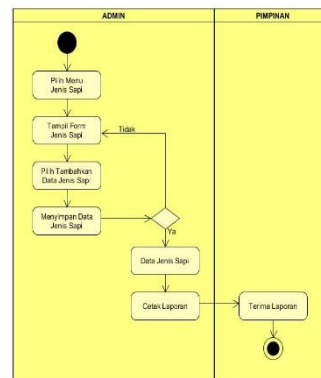 ADMIN
PIMPINAN
Pilih Menu
Jenis Sapi
Tampil Form
Jenis Sapi
Tidak
Pilih Tambahkan
Data Jenis Sapi
Menyimpan Data
Jenis Sapi
Ya
Data Jenis Sapi
Cetak Laporan
Terima Laporan